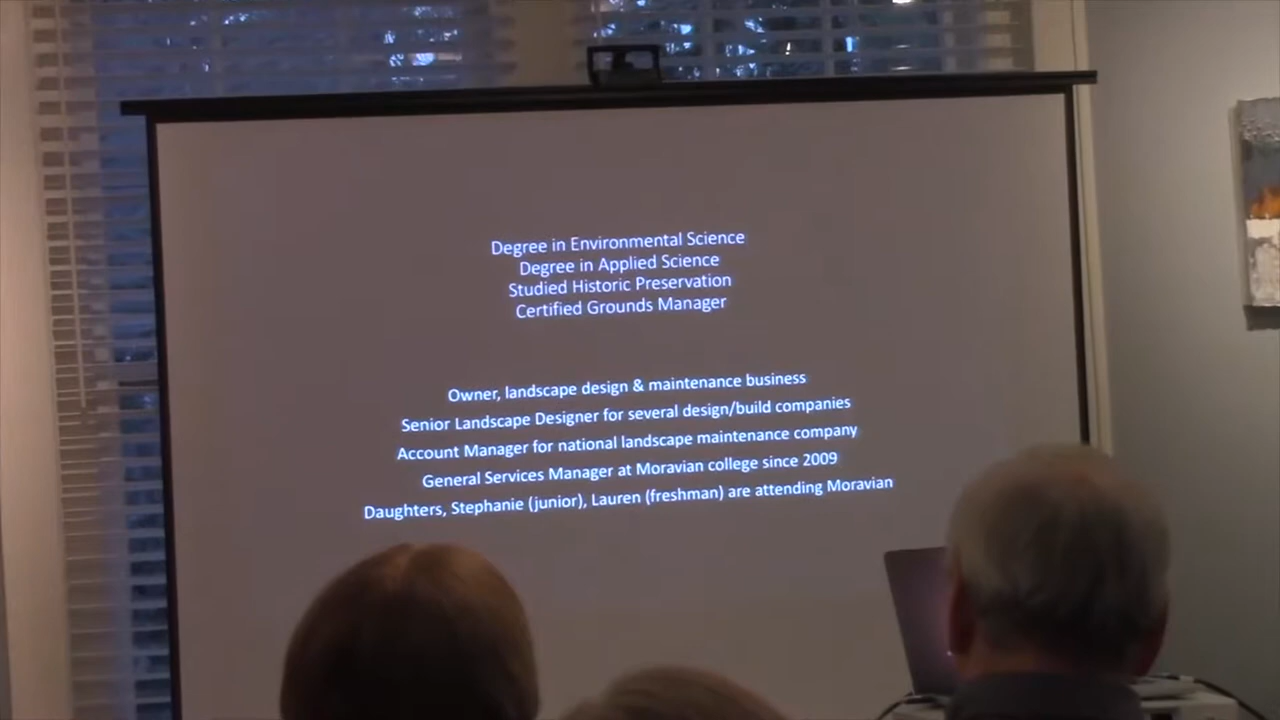 Degree in Environmental Science
Degree in Applied Science
Studied Historic Preservation
Certified Grounds Manager
Owner, landscape design & maintenance business
Senior Landscape Designer for several design/build companies
Account Manager for national landscape maintenance company
General Services Manager at Moravian college since 2009
Daughters, Stephanie (junior), Lauren (freshman) are attending Moravian